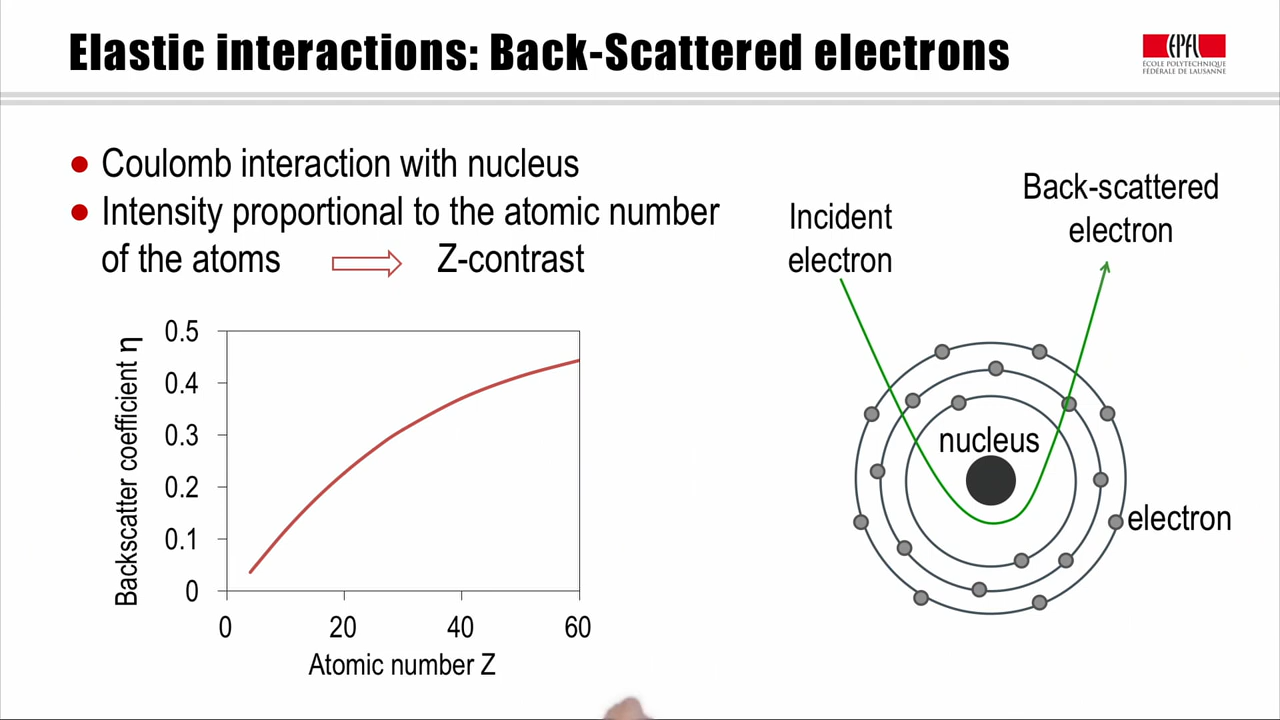 Elastic interactions: Back-Scattered electrons
EPFL
ÉCOLE POLYTECHNIQUE
FÉDÉRALE DE LAUSANNE
Coulomb interaction with nucleus
Intensity proportional to the atomic number
of the atoms
Z-contrast
Backscatter coefficient η
0.5
0.4
0.3
0.2
0.1
0
0
20
40
60
Atomic number Z
Incident
electron
Back-scattered
electron
nucleus
electron